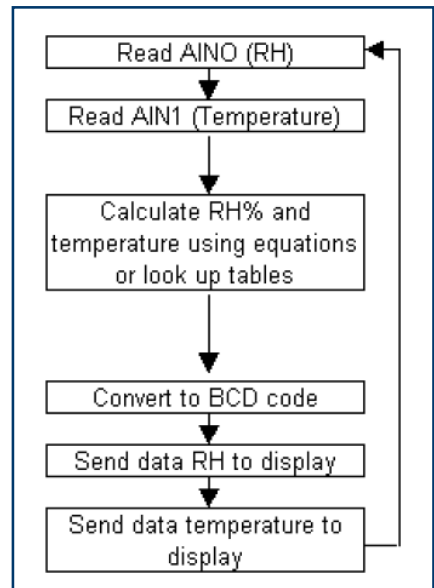 Read AINO (RH)
Read AIN1 (Temperature)
Calculate RH% and
temperature using equations
or look up tables
Convert to BCD code
Send data RH to display
Send data temperature to
display